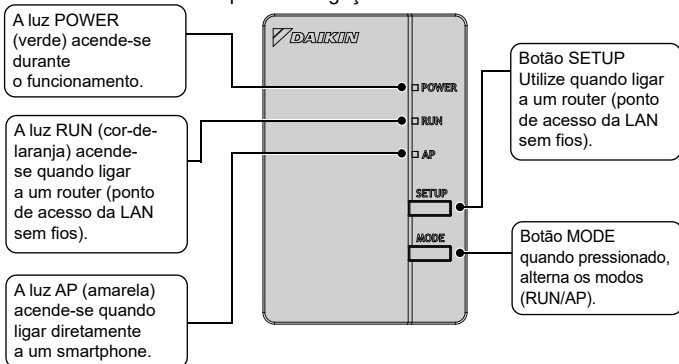 A luz POWER
(verde) acende-se
durante
o funcionamento.
A luz RUN (cor-de-
laranja) acende-
se quando ligar
a um router (ponto
de acesso da LAN
sem fios).
A luz AP (amarela)
acende-se quando
ligar diretamente
a um smartphone.
DAIKIN
POWER
RUN
AP
SETUP
MODE
Botão SETUP
Utilize quando ligar
a um router (ponto
de acesso da LAN
sem fios).
Botão MODE
quando pressionado,
alterna os modos
(RUN/AP).